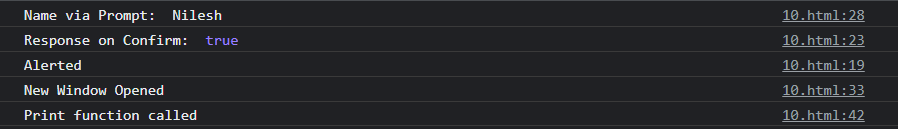 Name via Prompt:  Nilesh 10.html:28
Response on Confirm:  true 10.html:23
Alerted 10.html:19
New Window Opened 10.html:33
Print function called 10.html:42